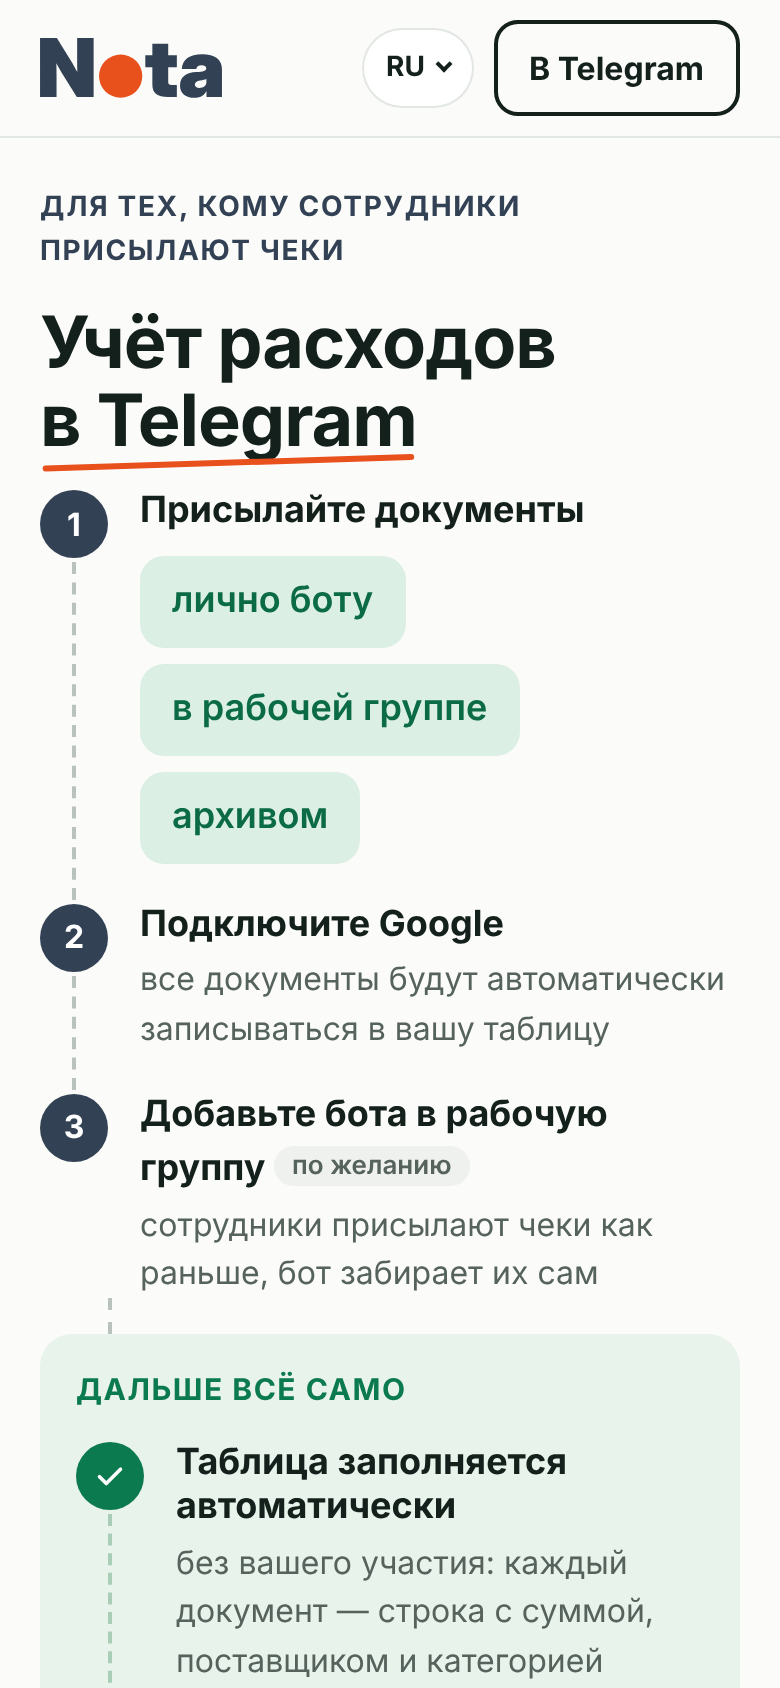 Nota
RU
В Telegram
ДЛЯ ТЕХ, КОМУ СОТРУДНИКИ
ПРИСЫЛАЮТ ЧЕКИ
Учёт расходов
в Telegram
1
Присылайте документы
лично боту
в рабочей группе
архивом
2
Подключите Google
все документы будут автоматически
записываться в вашу таблицу
3
Добавьте бота в рабочую
группу по желанию
сотрудники присылают чеки как
раньше, бот забирает их сам
ДАЛЬШЕ ВСЁ САМО
Таблица заполняется
автоматически
без вашего участия: каждый
документ — строка с суммой,
поставщиком и категорией